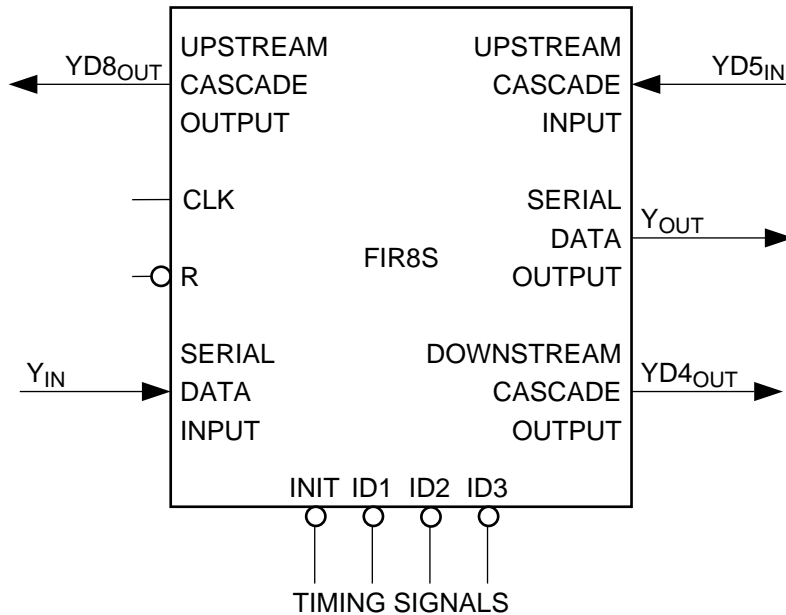 YD8OUT
UPSTREAM
CASCADE
OUTPUT
UPSTREAM
CASCADE
INPUT
YD5IN
CLK
R
FIR8S
SERIAL
DATA
OUTPUT
YOUT
YIN
SERIAL
DATA
INPUT
DOWNSTREAM
CASCADE
OUTPUT
YD4OUT
INIT ID1 ID2 ID3
TIMING SIGNALS